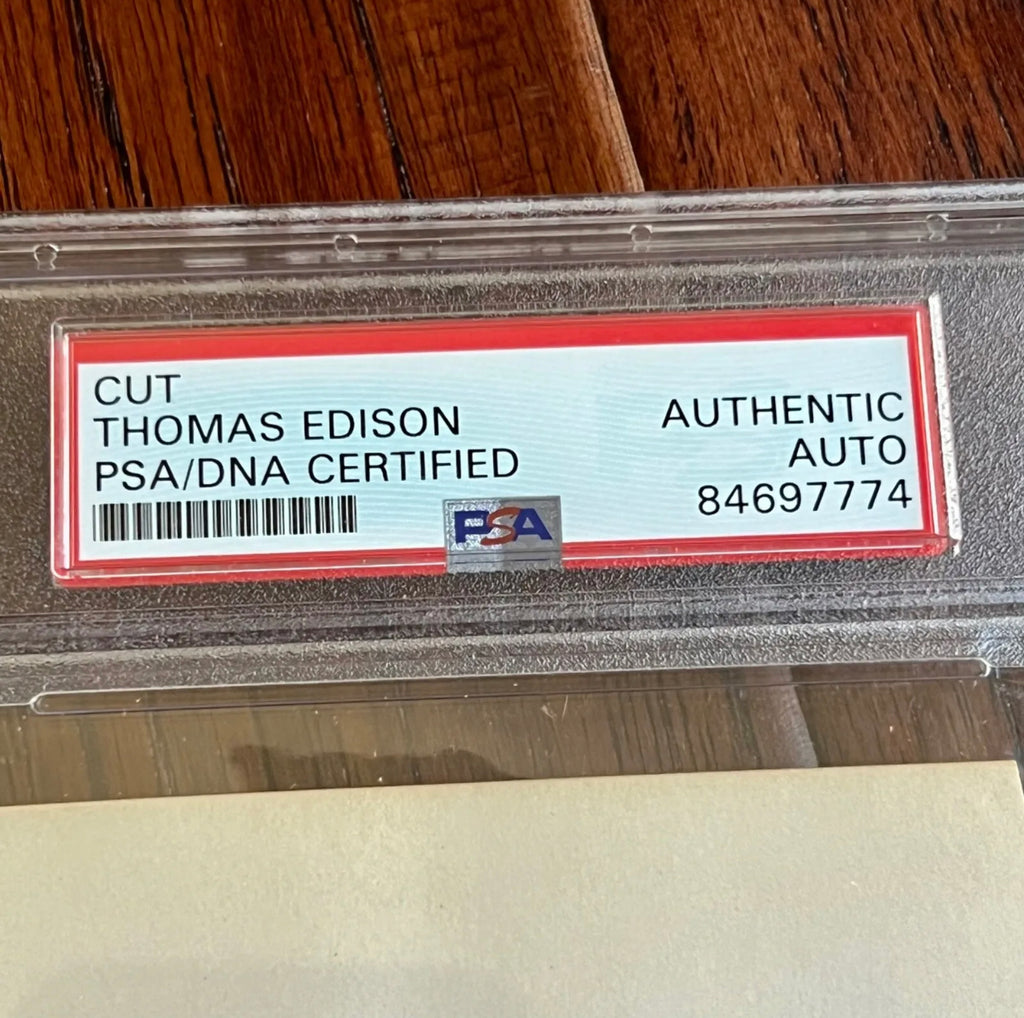 CUT
THOMAS EDISON
PSA/DNA CERTIFIED
AUTHENTIC
AUTO
84697774
PSA